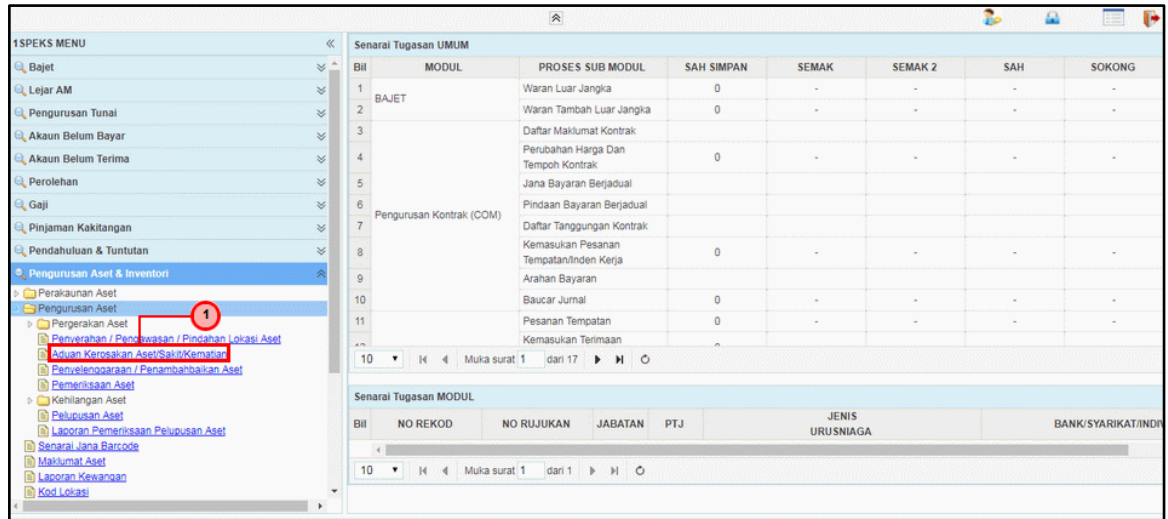 1SPEKS MENU
Bajet
Lejar AM
Pengurusan Tunai
Akaun Belum Bayar
Akaun Belum Terima
Perolehan
Gaji
Pinjaman Kakitangan
Pendahuluan & Tuntutan
Pengurusan Aset & Inventori
Perakaunan Aset
Pengurusan Aset
1
Pergerakan Aset
Penyerahan / Pengawasan / Pindahan Lokasi Aset
Aduan Kerosakan Aset/Sakit/Kematian
Penyelenggaraan / Penambahbaikan Aset
Pemeriksaan Aset
Kehilangan Aset
Pelupusan Aset
Laporan Pemeriksaan Pelupusan Aset
Senarai Jana Barcode
Maklumat Aset
Laporan Kewangan
Kod Lokasi
Senarai Tugasan UMUM
Bil MODUL PROSES SUB MODUL SAH SIMPAN SEMAK SEMAK 2 SAH SOKONG
1 BAJET Waran Luar Jangka 0 - - - -
2 Waran Tambah Luar Jangka 0 - - - -
3 Daftar Maklumat Kontrak
4 Perubahan Harga Dan
Tempoh Kontrak 0 - - - -
5 Jana Bayaran Berjadual
6 Pengurusan Kontrak (COM) Pindaan Bayaran Berjadual
7 Daftar Tanggungan Kontrak
8 Kemasukan Pesanan
Tempatan/Inden Kerja 0 - - - -
9 Arahan Bayaran
10 Baucar Jurnal 0 - - - -
11 Pesanan Tempatan 0 - - - -
Kemasukan Terimaan
10 Muka surat 1 dari 17
Senarai Tugasan MODUL
Bil NO REKOD NO RUJUKAN JABATAN PTJ JENIS
URUSNIAGA BANK/SYARIKAT/INDIV
10 Muka surat 1 dari 1